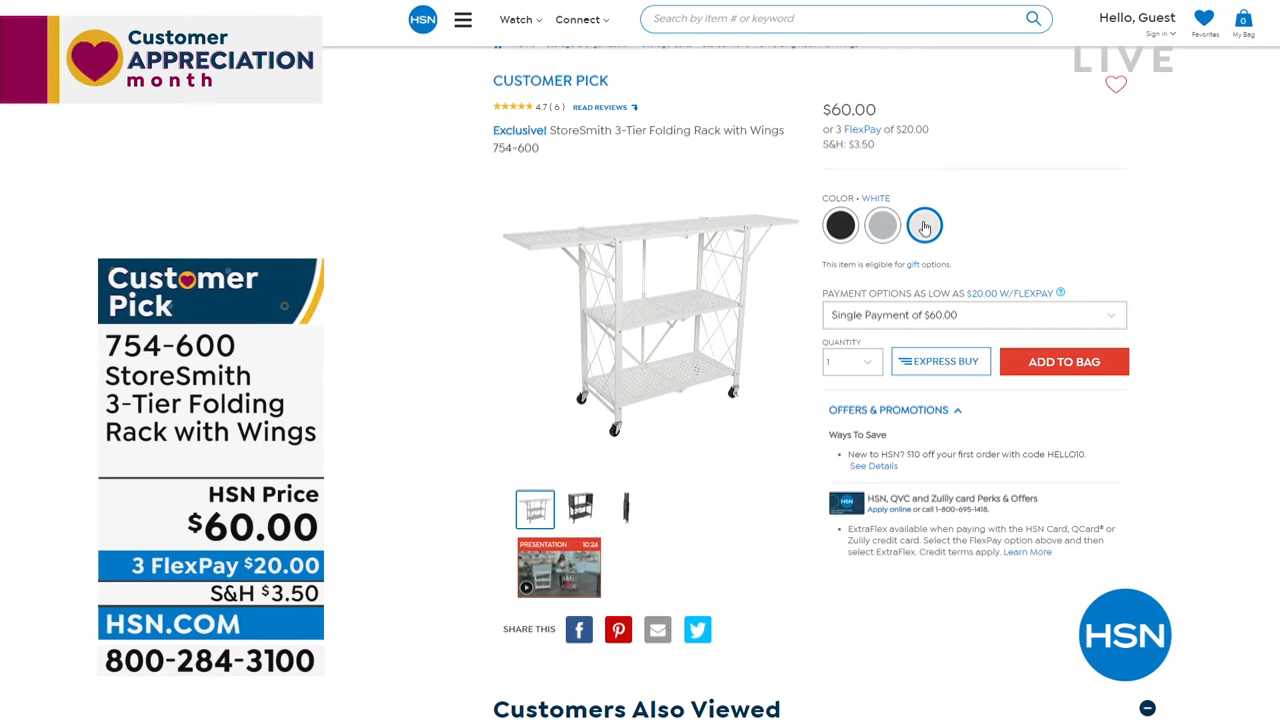 Customer
APPRECIATION
month
HSN
Watch
Connect
Search by item # or keyword
Hello, Guest
Sign in
Favorites
0
My Bag
LIVE
CUSTOMER PICK
4.7 ( 6 )
READ REVIEWS
Exclusive! StoreSmith 3-Tier Folding Rack with Wings
754-600
$60.00
or 3 FlexPay of $20.00
S&H: $3.50
COLOR • WHITE
This item is eligible for gift options.
PAYMENT OPTIONS AS LOW AS $20.00 W/FLEXPAY ?
Single Payment of $60.00
QUANTITY
1
EXPRESS BUY
ADD TO BAG
OFFERS & PROMOTIONS
Ways To Save
• New to HSN? $10 off your first order with code HELLO10.
See Details
HSN
HSN, QVC and Zulily card Perks & Offers
Apply online or call 1-800-695-1418.
• ExtraFlex available when paying with the HSN Card, QCard® or
Zulily credit card. Select the FlexPay option above and then
select ExtraFlex. Credit terms apply. Learn More
PRESENTATION 10:24
SHARE THIS
Customers Also Viewed
Customer
Pick
754-600
StoreSmith
3-Tier Folding
Rack with Wings
HSN Price
$60.00
3 FlexPay $20.00
S&H $3.50
HSN.COM
800-284-3100
HSN